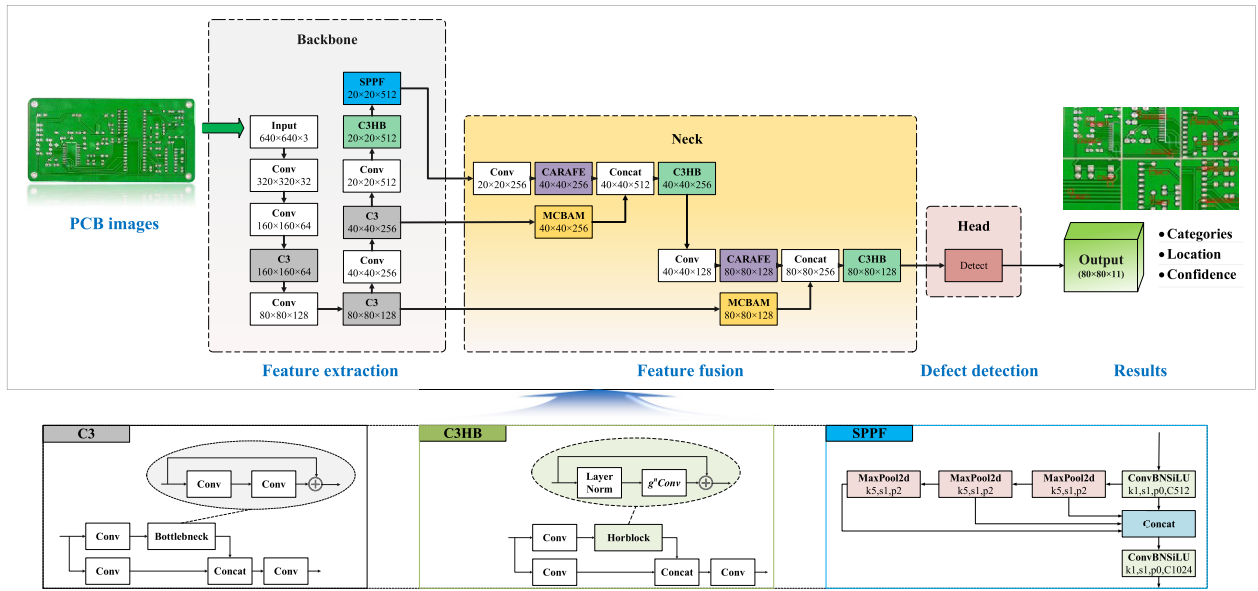 Backbone
SPPF
20×20×512
Input
640×640×3
C3HB
20×20×512
Conv
320×320×32
Conv
20×20×512
Conv
160×160×64
C3
40×40×256
C3
160×160×64
Conv
40×40×256
Conv
80×80×128
C3
80×80×128
PCB images
Neck
Conv
20×20×256
CARAFE
40×40×256
Concat
40×40×512
C3HB
40×40×256
MCBAM
40×40×256
Conv
40×40×128
CARAFE
80×80×128
Concat
80×80×256
C3HB
80×80×128
MCBAM
80×80×128
Head
Detect
Output
(80×80×11)
• Categories
• Location
• Confidence
Feature extraction
Feature fusion
Defect detection
Results
C3
Conv
Conv
Conv
Bottlebneck
Conv
Concat
Conv
C3HB
Layer
Norm
gⁿConv
Conv
Horblock
Conv
Concat
Conv
SPPF
MaxPool2d
k5,s1,p2
MaxPool2d
k5,s1,p2
MaxPool2d
k5,s1,p2
ConvBNSiLU
k1,s1,p0,C512
Concat
ConvBNSiLU
k1,s1,p0,C1024